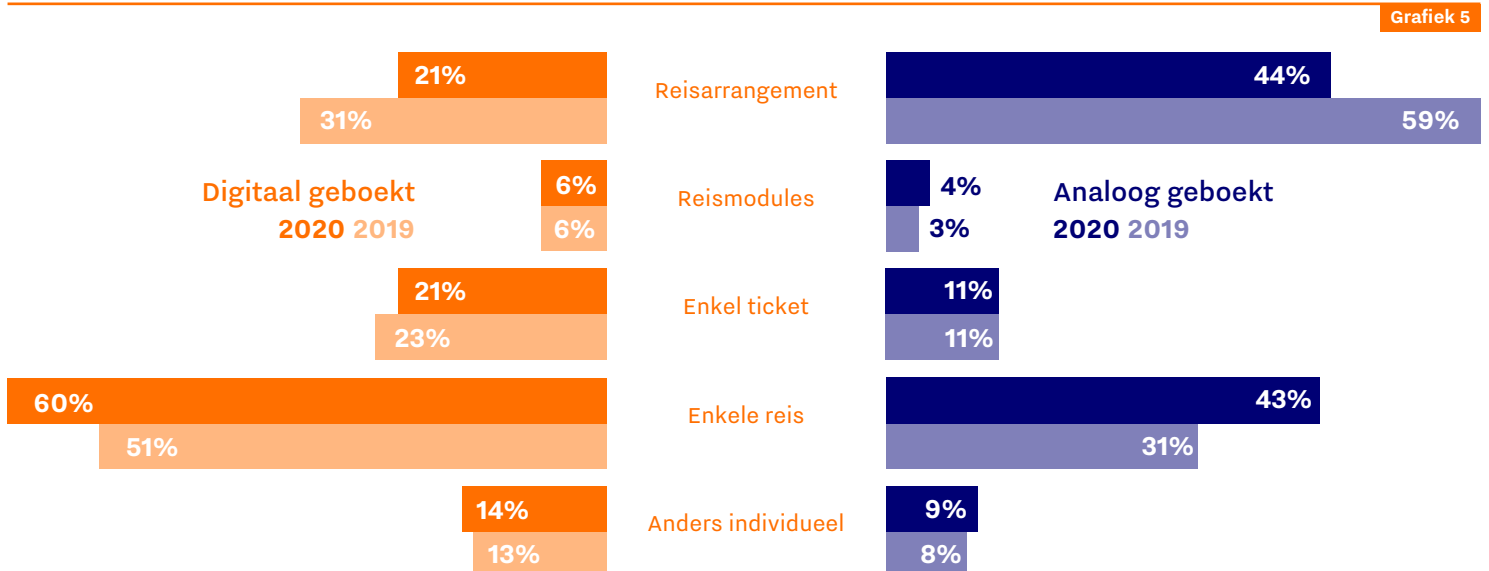 Grafiek 5
21% Reisarrangement 44%
31% 59%
Digitaal geboekt 6% Reismodules 4% Analoog geboekt
2020 2019 6% 3% 2020 2019
21% Enkel ticket 11%
23% 11%
60% Enkele reis 43%
51% 31%
14% Anders individueel 9%
13% 8%